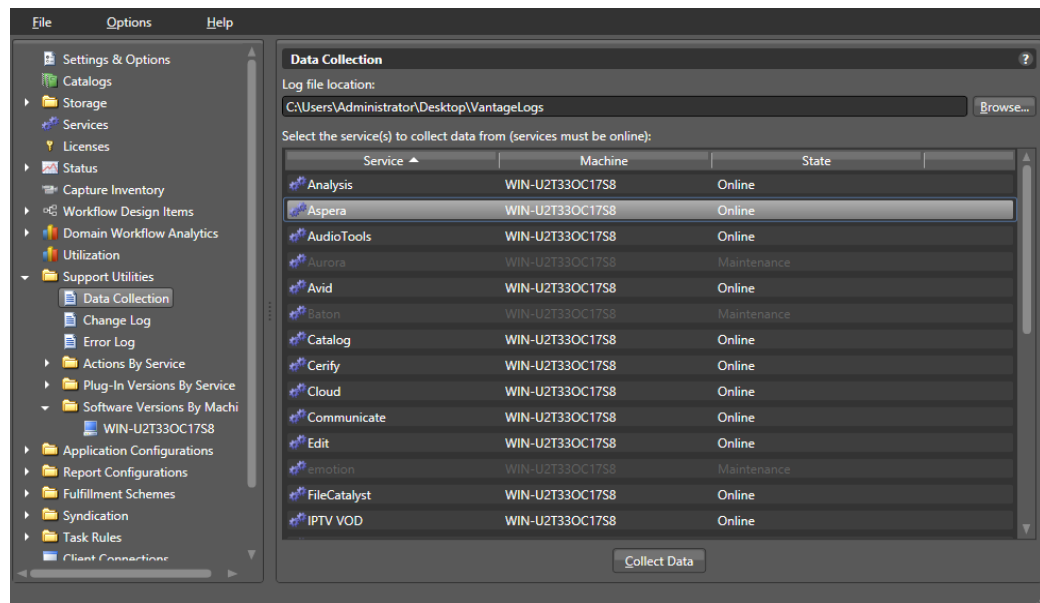 File Options Help
Settings & Options
Catalogs
Storage
Services
Licenses
Status
Capture Inventory
Workflow Design Items
Domain Workflow Analytics
Utilization
Support Utilities
Data Collection
Change Log
Error Log
Actions By Service
Plug-In Versions By Service
Software Versions By Machi
WIN-U2T33OC17S8
Application Configurations
Report Configurations
Fulfillment Schemes
Syndication
Task Rules
Client Connections
Data Collection ?
Log file location:
C:\Users\Administrator\Desktop\VantageLogs Browse...
Select the service(s) to collect data from (services must be online):
Service Machine State
Analysis WIN-U2T33OC17S8 Online
Aspera WIN-U2T33OC17S8 Online
AudioTools WIN-U2T33OC17S8 Online
Aurora WIN-U2T33OC17S8 Maintenance
Avid WIN-U2T33OC17S8 Online
Baton WIN-U2T33OC17S8 Maintenance
Catalog WIN-U2T33OC17S8 Online
Cerify WIN-U2T33OC17S8 Online
Cloud WIN-U2T33OC17S8 Online
Communicate WIN-U2T33OC17S8 Online
Edit WIN-U2T33OC17S8 Online
emotion WIN-U2T33OC17S8 Maintenance
FileCatalyst WIN-U2T33OC17S8 Online
IPTV VOD WIN-U2T33OC17S8 Online
Collect Data